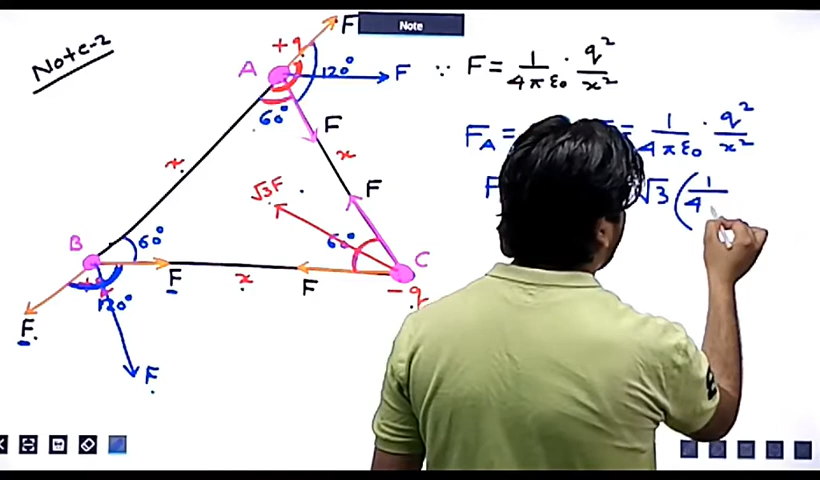 Note
Note-2
+q
F
A
120°
F
60°
F
x
x
F
√3F
60°
B
60°
C
+q
120°
F
x
F
-q
F
F
∵ F = 1/4πε₀ · q²/x²
F_A = = 1/4πε₀ · q²/x²
F √3 ( 1/4